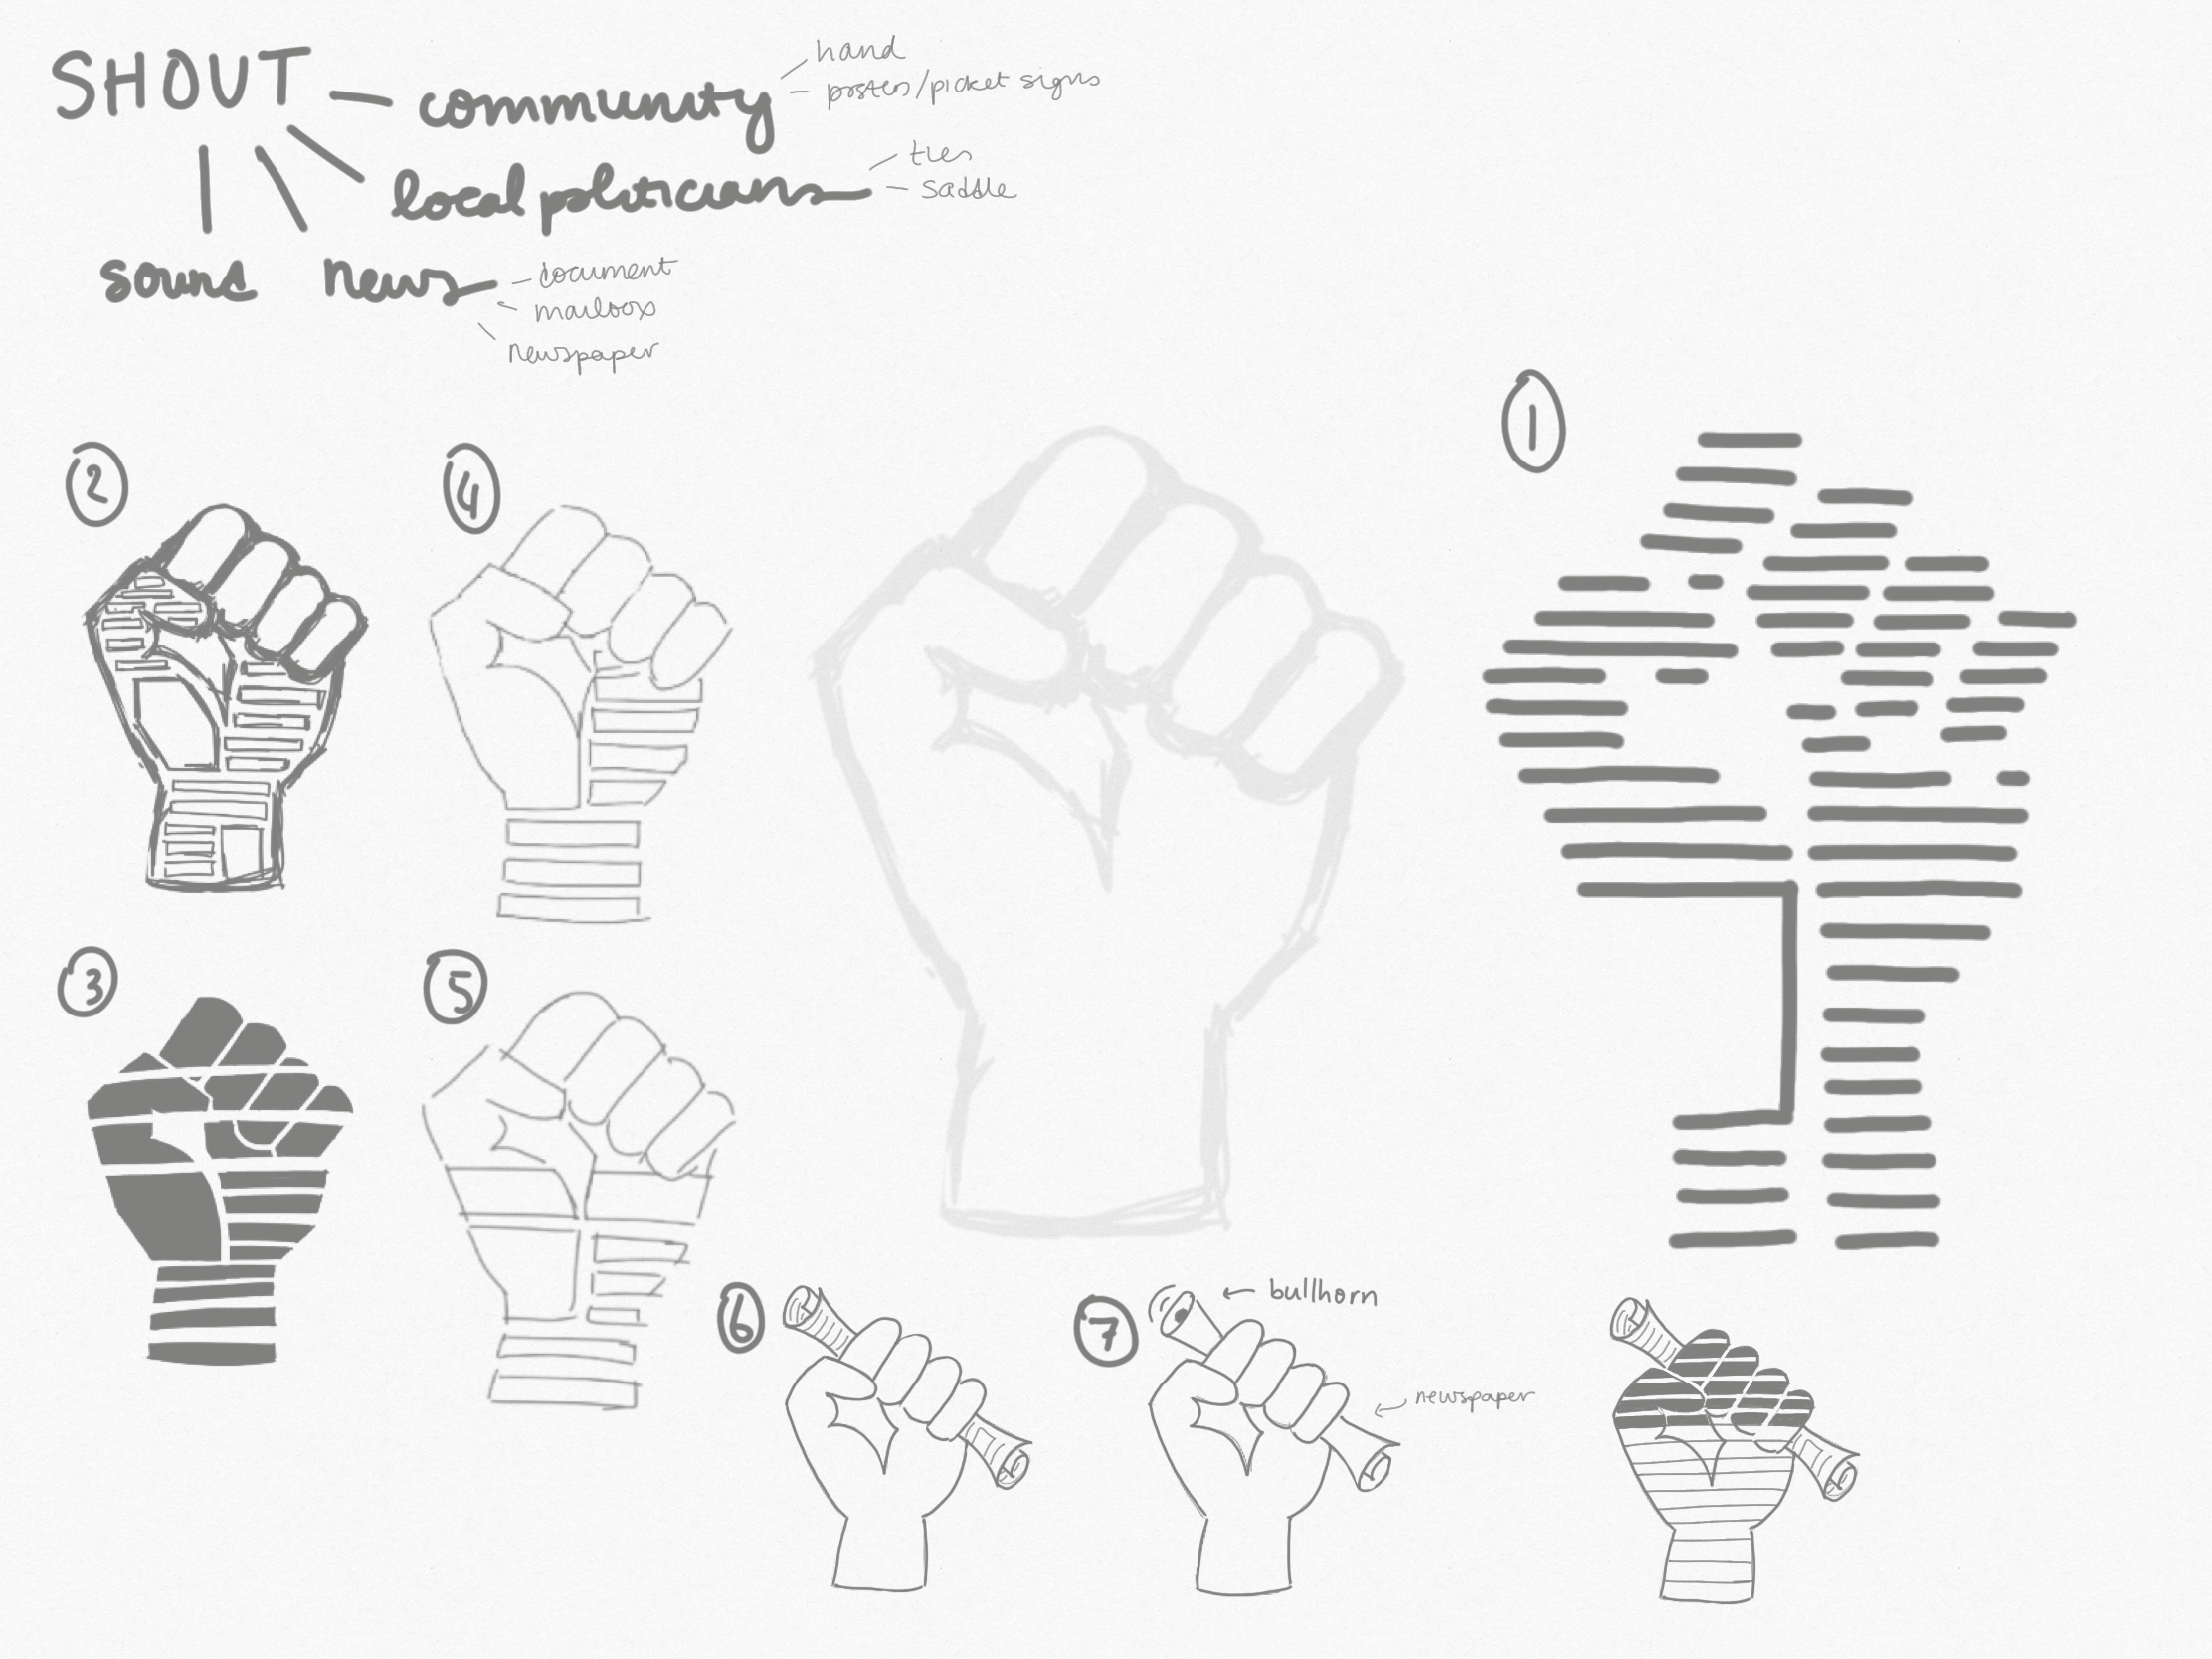 SHOUT – community
hand
posters/picket signs
local politicians
ties
saddle
sound
news
document
mailbox
newspaper
1
2
4
3
5
6
7
bullhorn
newspaper